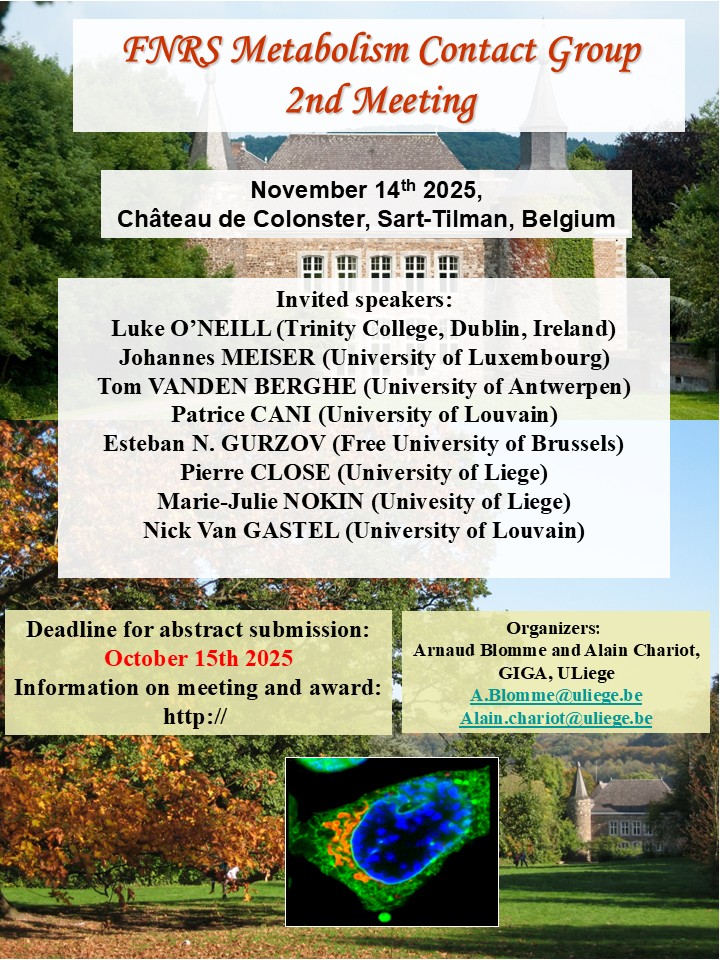 FNRS Metabolism Contact Group
2nd Meeting
November 14th 2025,
Château de Colonster, Sart-Tilman, Belgium
Invited speakers:
Luke O’NEILL (Trinity College, Dublin, Ireland)
Johannes MEISER (University of Luxembourg)
Tom VANDEN BERGHE (University of Antwerpen)
Patrice CANI (University of Louvain)
Esteban N. GURZOV (Free University of Brussels)
Pierre CLOSE (University of Liege)
Marie-Julie NOKIN (Univesity of Liege)
Nick Van GASTEL (University of Louvain)
Deadline for abstract submission:
October 15th 2025
Information on meeting and award:
http://
Organizers:
Arnaud Blomme and Alain Chariot,
GIGA, ULiege
A.Blomme@uliege.be
Alain.chariot@uliege.be